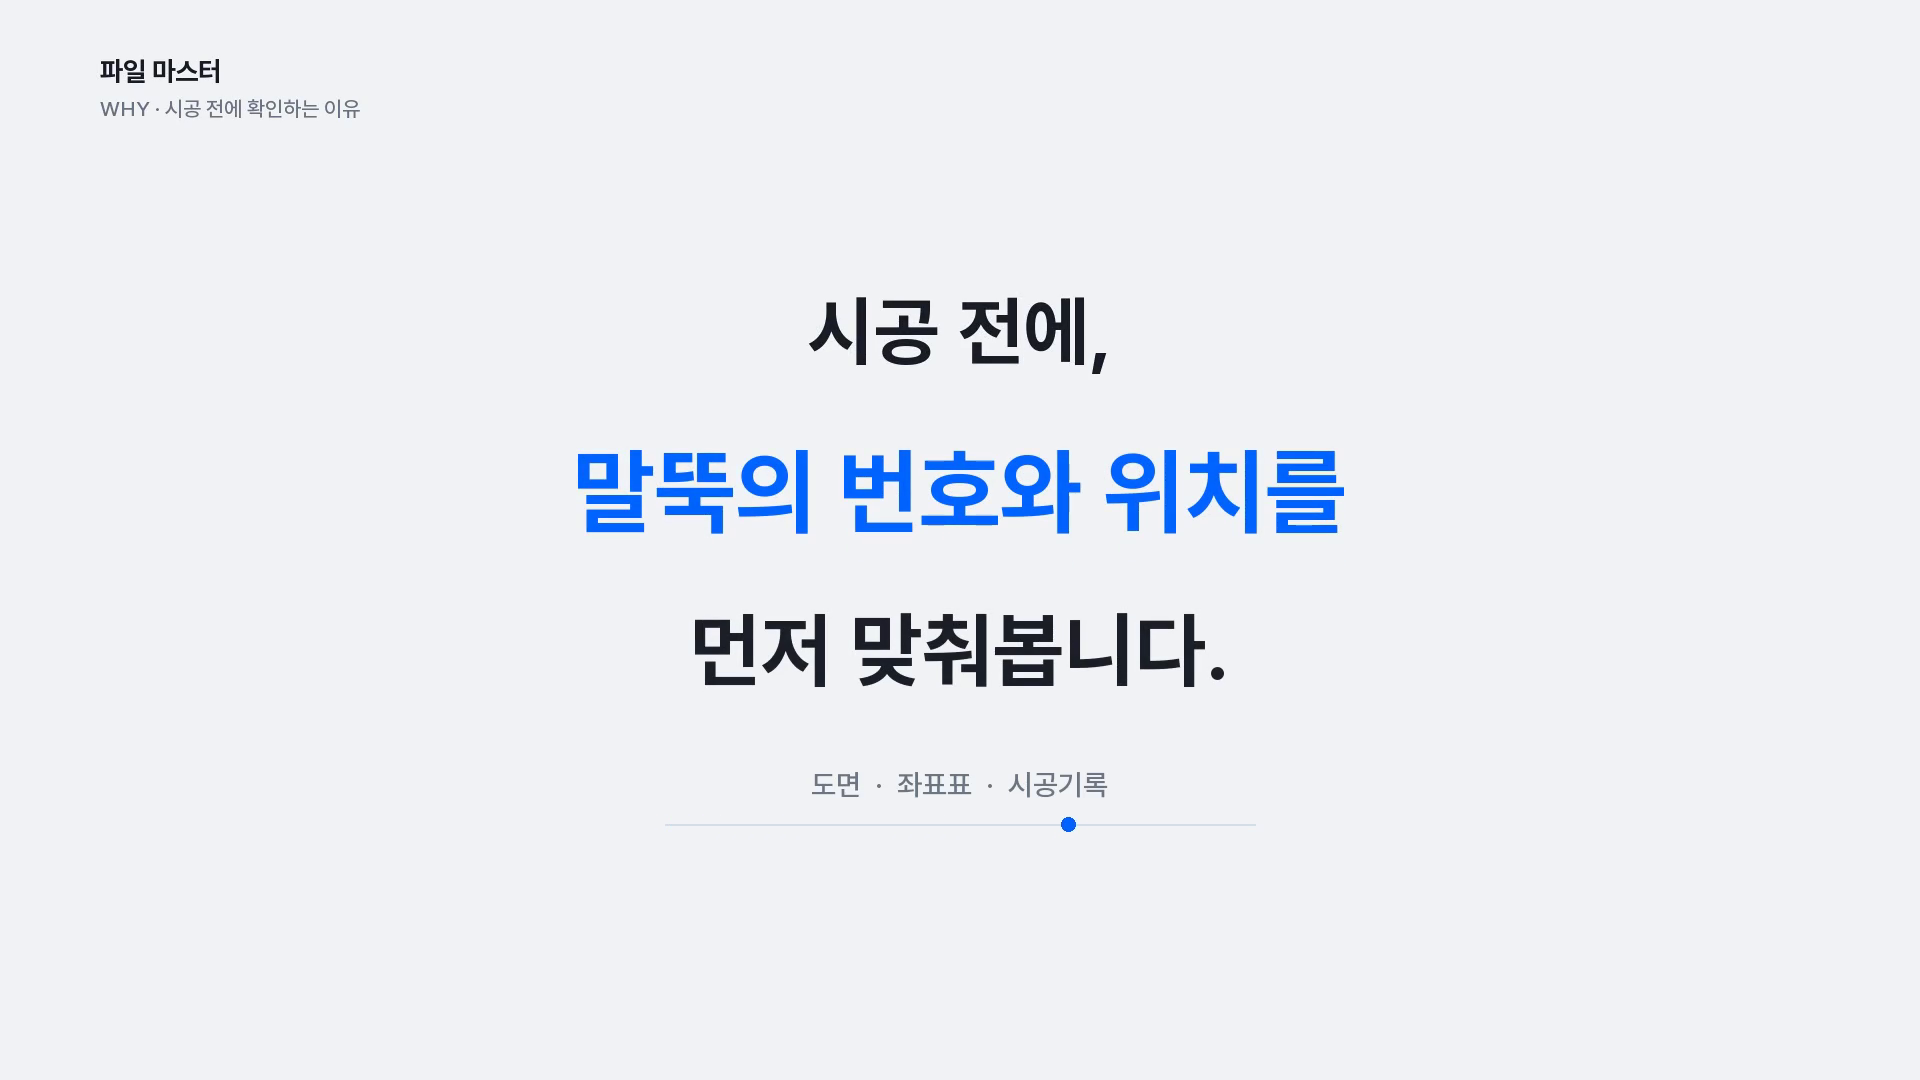 파일 마스터
WHY · 시공 전에 확인하는 이유
시공 전에,
말뚝의 번호와 위치를
먼저 맞춰봅니다.
도면 · 좌표표 · 시공기록